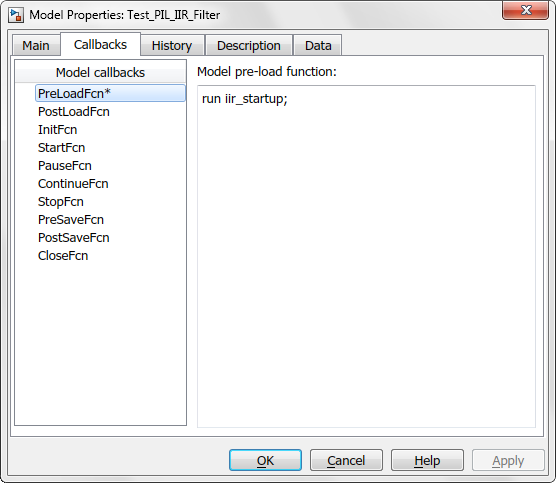 Model Properties: Test_PIL_IIR_Filter
Main Callbacks History Description Data
Model callbacks
PreLoadFcn*
PostLoadFcn
InitFcn
StartFcn
PauseFcn
ContinueFcn
StopFcn
PreSaveFcn
PostSaveFcn
CloseFcn
Model pre-load function:
run iir_startup;
OK Cancel Help Apply